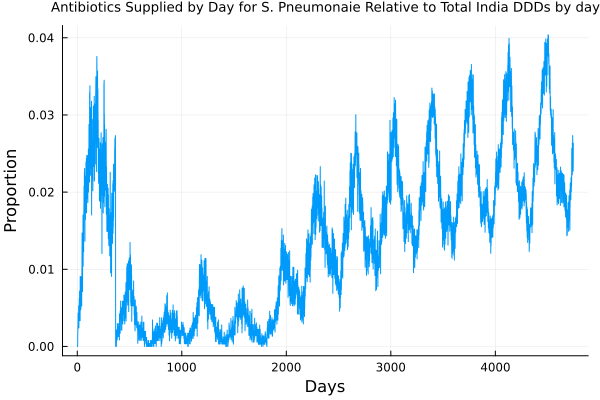 Antibiotics Supplied by Day for S. Pneumonaie Relative to Total India DDDs by day
0.04
0.03
0.02
0.01
0.00
Proportion
0 1000 2000 3000 4000
Days